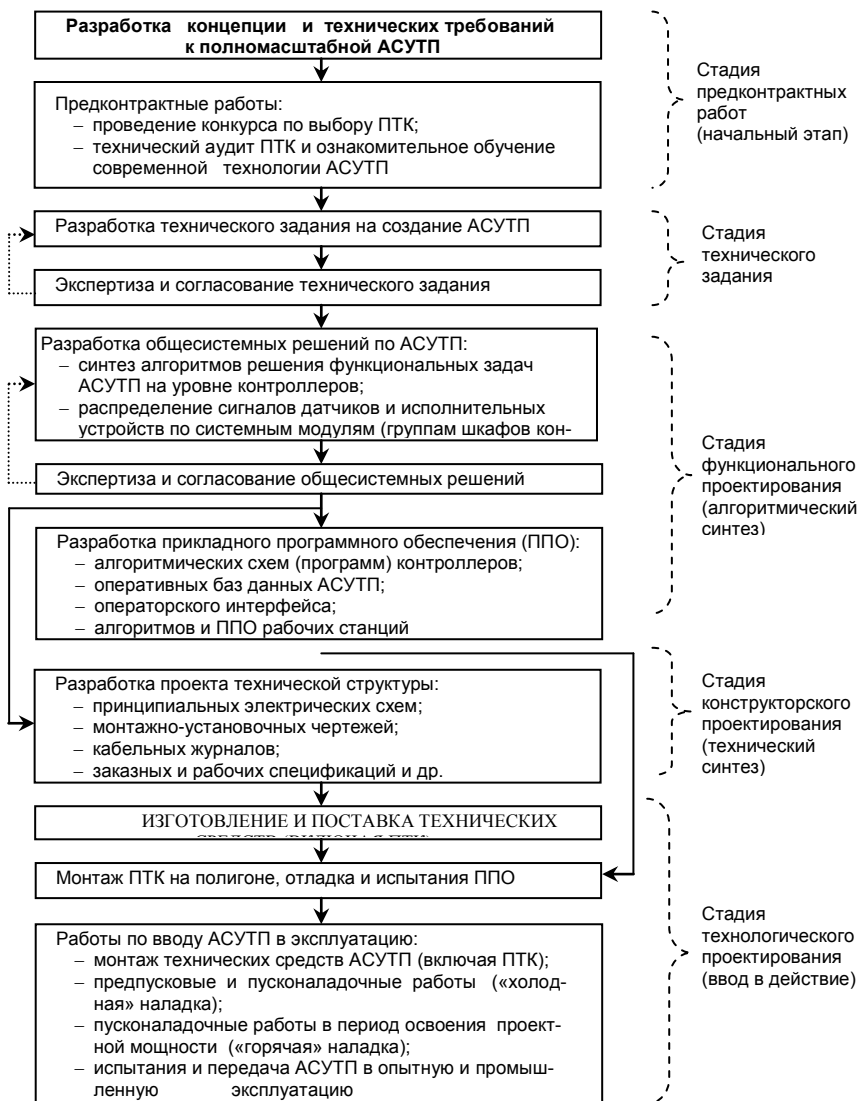 Разработка концепции и технических требований
к полномасштабной АСУТП
Предконтрактные работы:
– проведение конкурса по выбору ПТК;
– технический аудит ПТК и ознакомительное обучение
современной технологии АСУТП
Стадия
предконтрактных
работ
(начальный этап)
Разработка технического задания на создание АСУТП
Экспертиза и согласование технического задания
Стадия
технического
задания
Разработка общесистемных решений по АСУТП:
– синтез алгоритмов решения функциональных задач
АСУТП на уровне контроллеров;
– распределение сигналов датчиков и исполнительных
устройств по системным модулям (группам шкафов кон-
Экспертиза и согласование общесистемных решений
Разработка прикладного программного обеспечения (ППО):
– алгоритмических схем (программ) контроллеров;
– оперативных баз данных АСУТП;
– операторского интерфейса;
– алгоритмов и ППО рабочих станций
Стадия
функционального
проектирования
(алгоритмический
синтез)
Разработка проекта технической структуры:
– принципиальных электрических схем;
– монтажно-установочных чертежей;
– кабельных журналов;
– заказных и рабочих спецификаций и др.
Стадия
конструкторского
проектирования
(технический
синтез)
ИЗГОТОВЛЕНИЕ И ПОСТАВКА ТЕХНИЧЕСКИХ
Монтаж ПТК на полигоне, отладка и испытания ППО
Работы по вводу АСУТП в эксплуатацию:
– монтаж технических средств АСУТП (включая ПТК);
– предпусковые и пусконаладочные работы («холод-
ная» наладка);
– пусконаладочные работы в период освоения проект-
ной мощности («горячая» наладка);
– испытания и передача АСУТП в опытную и промыш-
ленную эксплуатацию
Стадия
технологического
проектирования
(ввод в действие)